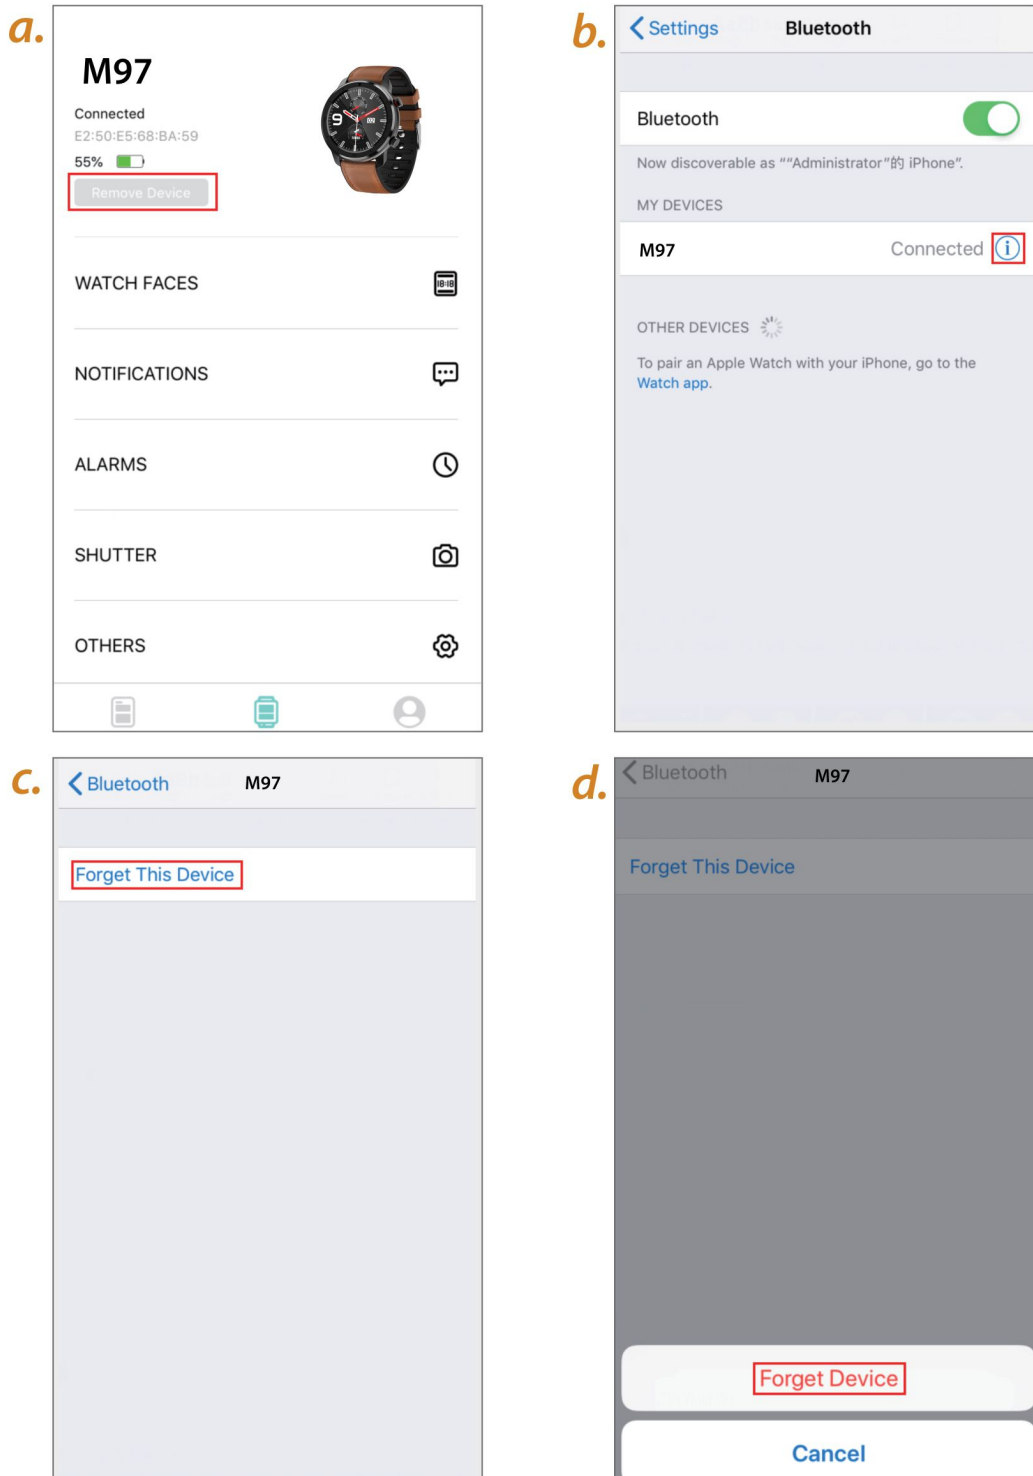 a.
M97
Connected
E2:50:E5:68:BA:59
55%
Remove Device
WATCH FACES
18:18
NOTIFICATIONS
ALARMS
SHUTTER
OTHERS
b.
Settings
Bluetooth
Bluetooth
Now discoverable as ""Administrator"的 iPhone".
MY DEVICES
M97
Connected
i
OTHER DEVICES
To pair an Apple Watch with your iPhone, go to the
Watch app.
c.
Bluetooth
M97
Forget This Device
d.
Bluetooth
M97
Forget This Device
Forget Device
Cancel